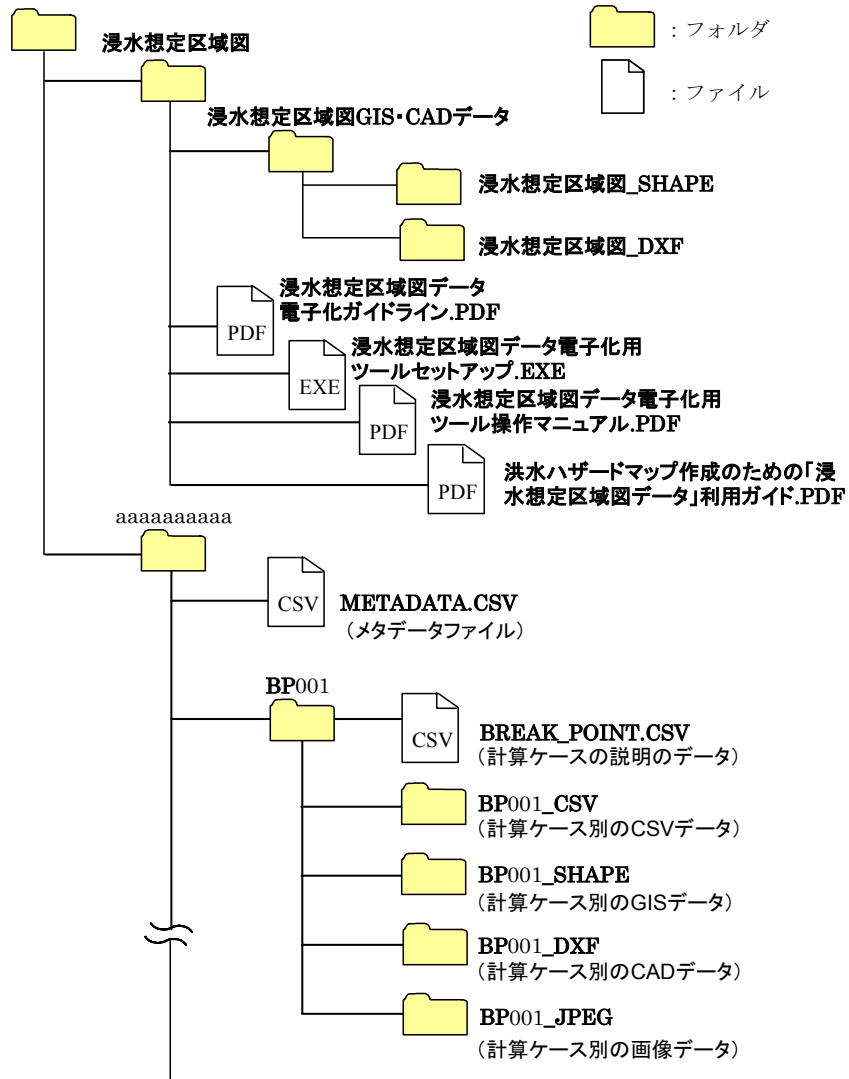 浸水想定区域図
:フォルダ
:ファイル
浸水想定区域図GIS・CADデータ
浸水想定区域図_SHAPE
浸水想定区域図_DXF
浸水想定区域図データ
電子化ガイドライン.PDF
PDF
浸水想定区域図データ電子化用
ツールセットアップ.EXE
EXE
浸水想定区域図データ電子化用
ツール操作マニュアル.PDF
PDF
洪水ハザードマップ作成のための「浸
水想定区域図データ」利用ガイド.PDF
PDF
aaaaaaaaaa
CSV
METADATA.CSV
(メタデータファイル)
BP001
CSV
BREAK_POINT.CSV
(計算ケースの説明のデータ)
BP001_CSV
(計算ケース別のCSVデータ)
BP001_SHAPE
(計算ケース別のGISデータ)
BP001_DXF
(計算ケース別のCADデータ)
BP001_JPEG
(計算ケース別の画像データ)